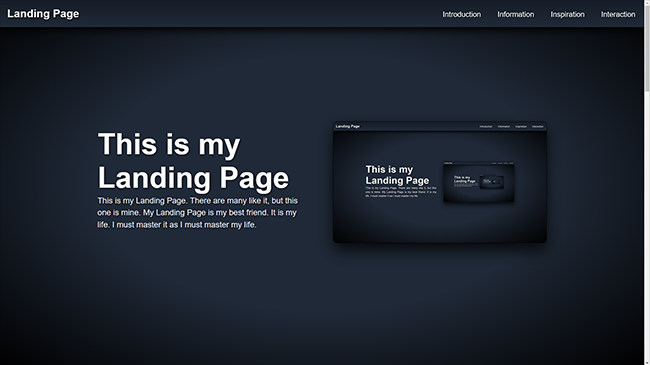 Landing Page
Introduction Information Inspiration Interaction
This is my
Landing Page
This is my Landing Page. There are many like it, but this
one is mine. My Landing Page is my best friend. It is my
life. I must master it as I must master my life.
Landing Page
Introduction Information Inspiration Interaction
This is my
Landing Page
This is my Landing Page. There are many like it, but this
one is mine. My Landing Page is my best friend. It is my
life. I must master it as I must master my life.
This is my
Landing Page